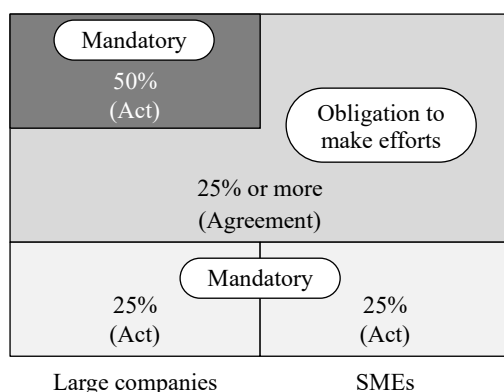 Mandatory
50%
(Act)
Obligation to
make efforts
25% or more
(Agreement)
Mandatory
25%
(Act)
25%
(Act)
Large companies
SMEs